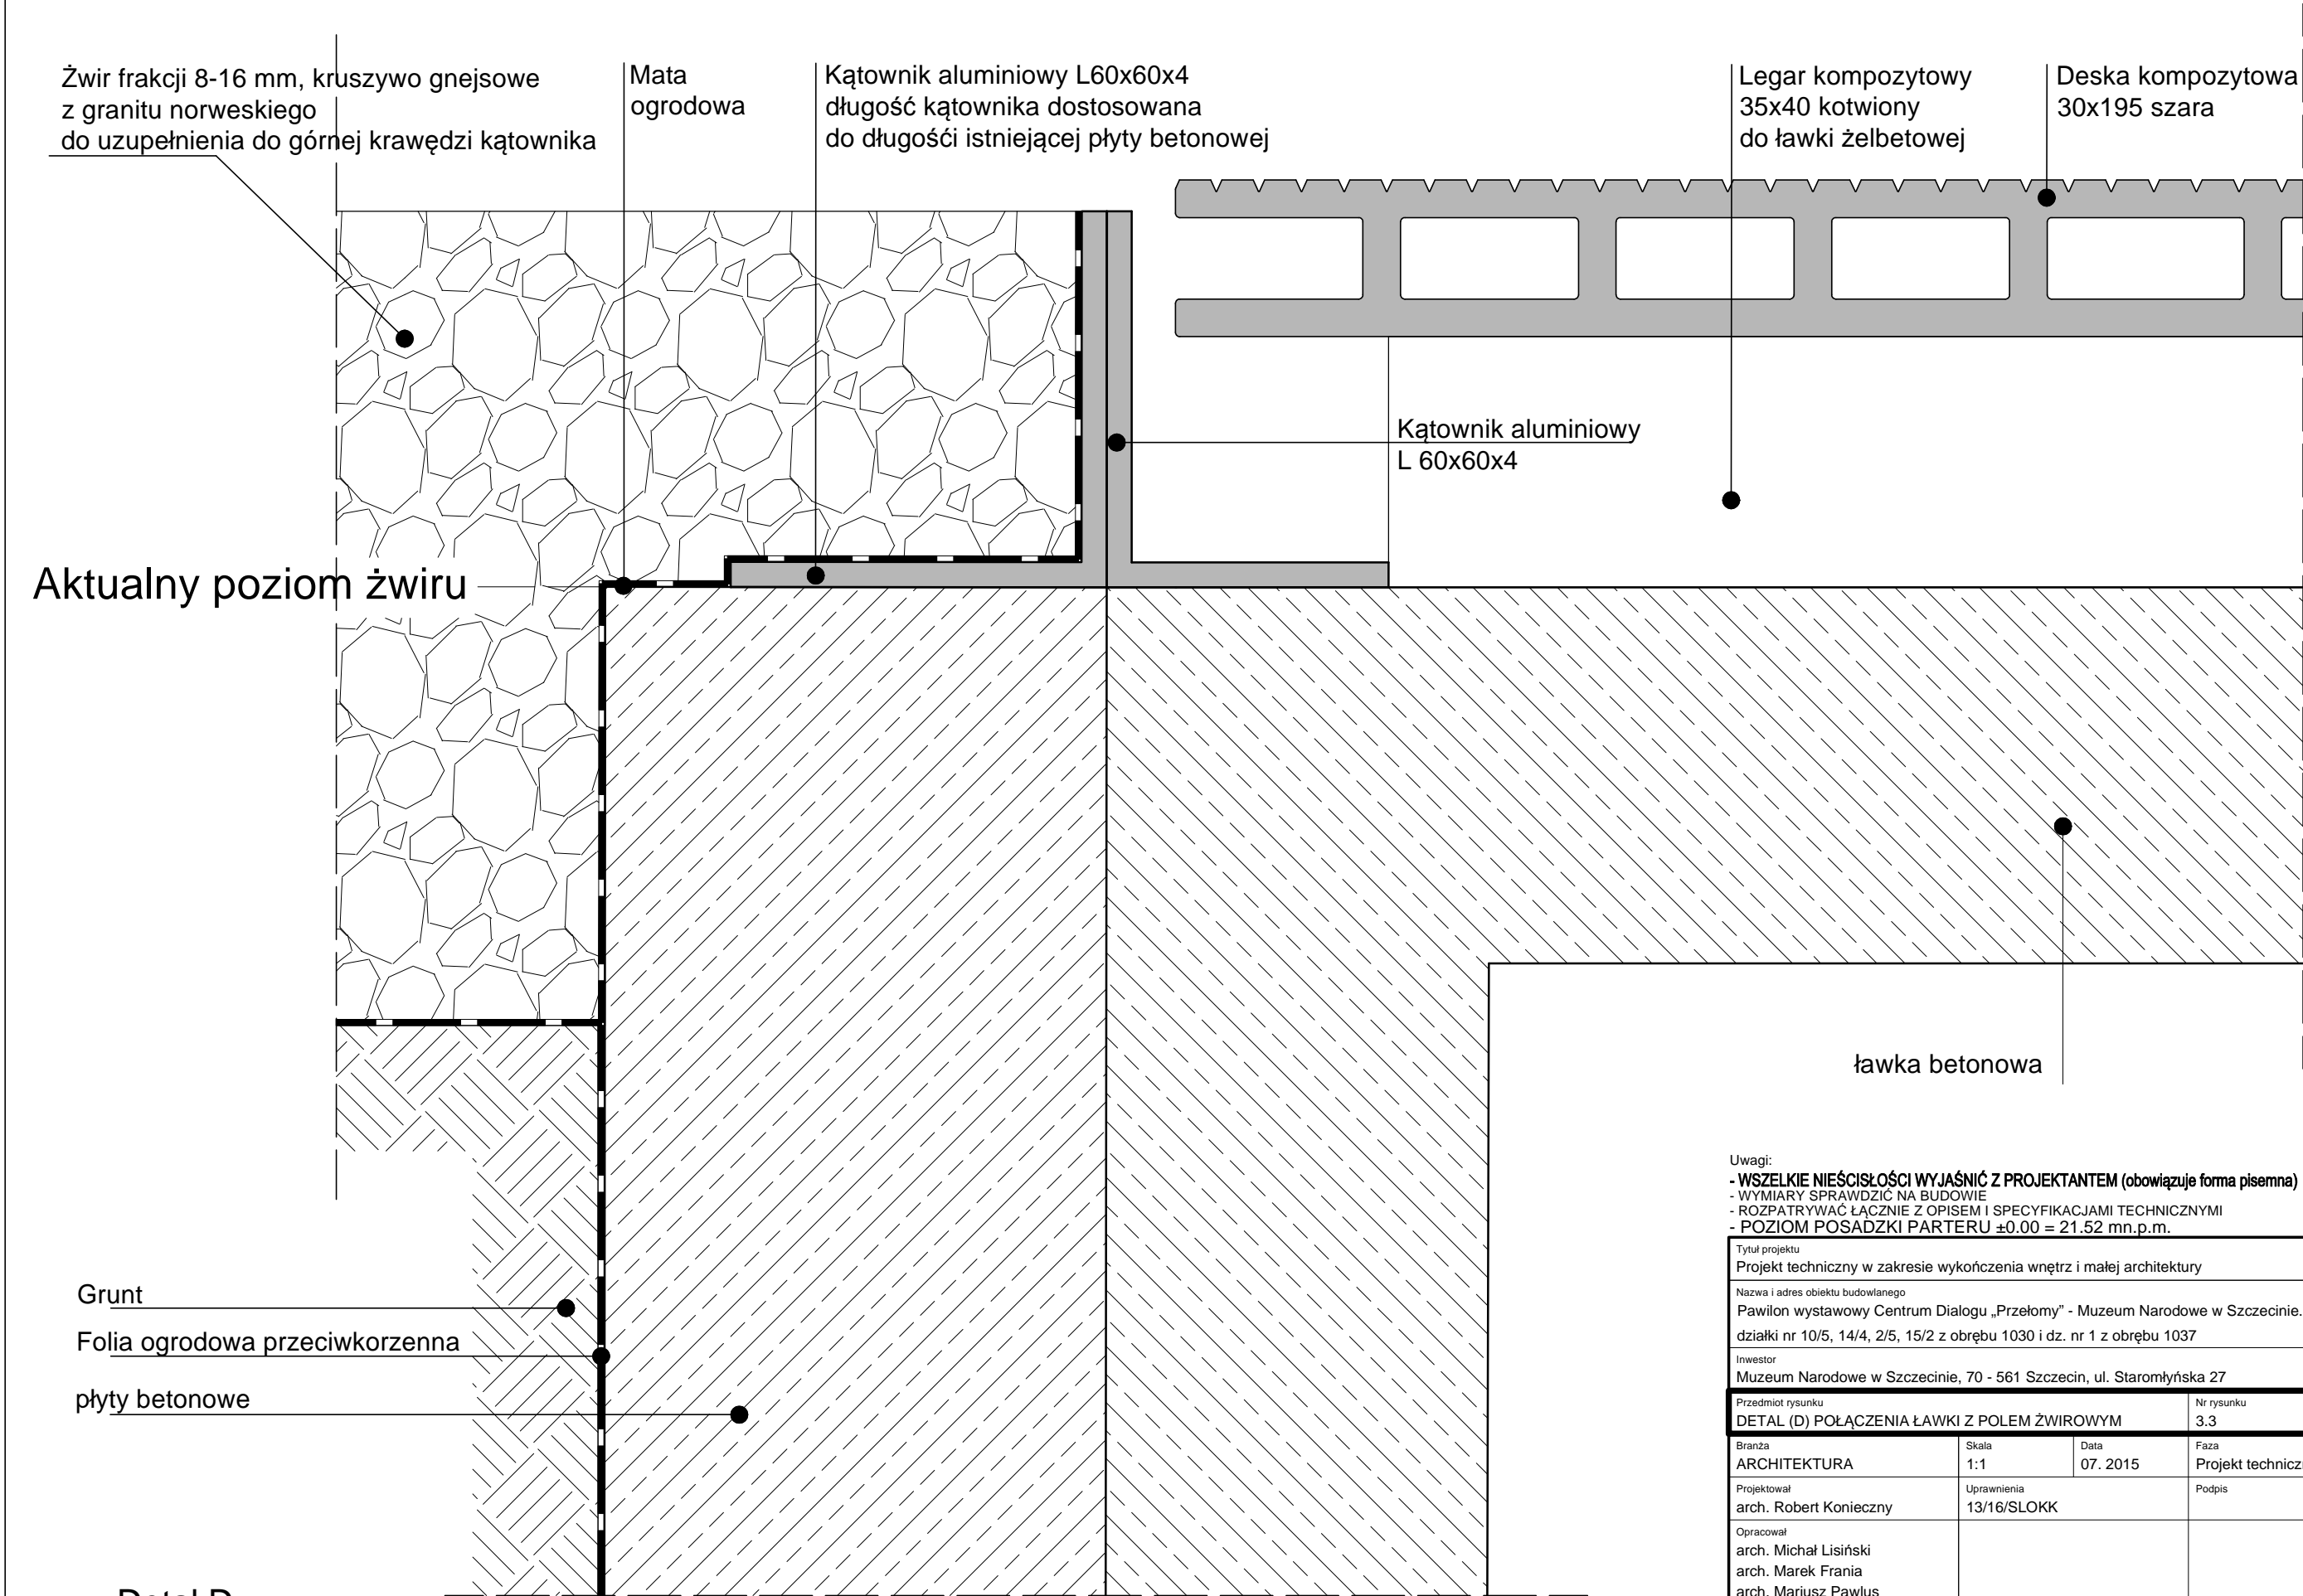 Żwir frakcji 8-16 mm, kruszywo gnejsowe
z granitu norweskiego
do uzupełnienia do górnej krawędzi kątownika
Mata
ogrodowa
Kątownik aluminiowy L60x60x4
długość kątownika dostosowana
do długośći istniejącej płyty betonowej
Legar kompozytowy
35x40 kotwiony
do ławki żelbetowej
Deska kompozytowa
30x195 szara
Kątownik aluminiowy
L 60x60x4
Aktualny poziom żwiru
ławka betonowa
Grunt
Folia ogrodowa przeciwkorzenna
płyty betonowe
Uwagi:
- WSZELKIE NIEŚCISŁOŚCI WYJAŚNIĆ Z PROJEKTANTEM (obowiązuje forma pisemna)
- WYMIARY SPRAWDZIĆ NA BUDOWIE
- ROZPATRYWAĆ ŁĄCZNIE Z OPISEM I SPECYFIKACJAMI TECHNICZNYMI
- POZIOM POSADZKI PARTERU ±0.00 = 21.52 mn.p.m.
Tytuł projektu
Projekt techniczny w zakresie wykończenia wnętrz i małej architektury
Nazwa i adres obiektu budowlanego
Pawilon wystawowy Centrum Dialogu „Przełomy” - Muzeum Narodowe w Szczecinie.
działki nr 10/5, 14/4, 2/5, 15/2 z obrębu 1030 i dz. nr 1 z obrębu 1037
Inwestor
Muzeum Narodowe w Szczecinie, 70 - 561 Szczecin, ul. Staromłyńska 27
Przedmiot rysunku
DETAL (D) POŁĄCZENIA ŁAWKI Z POLEM ŻWIROWYM
Nr rysunku
3.3
Branża
ARCHITEKTURA
Skala
1:1
Data
07. 2015
Faza
Projekt technicz
Projektował
arch. Robert Konieczny
Uprawnienia
13/16/SLOKK
Podpis
Opracował
arch. Michał Lisiński
arch. Marek Frania
arch. Mariusz Pawlus
Detal D